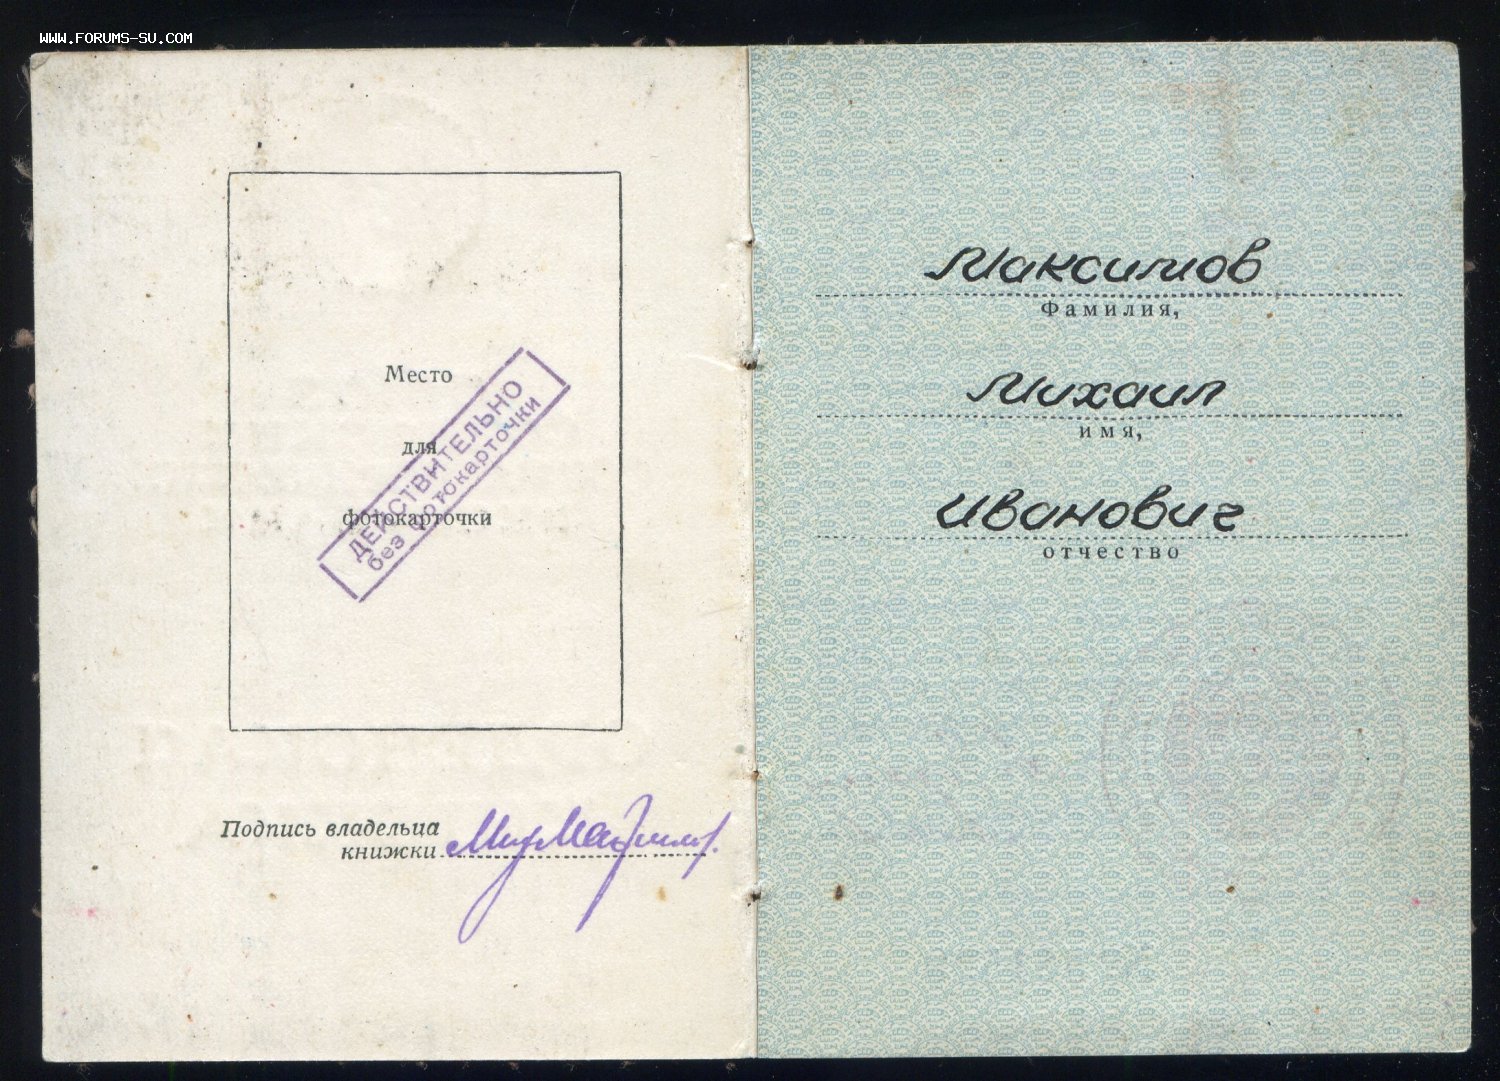 WWW.FORUMS-SU.COM
Место
для
фотокарточки
ДЕЙСТВИТЕЛЬНО
без фотокарточки
Подпись владельца
книжки
Максимов
Фамилия,
Михаил
имя,
Иванович
отчество